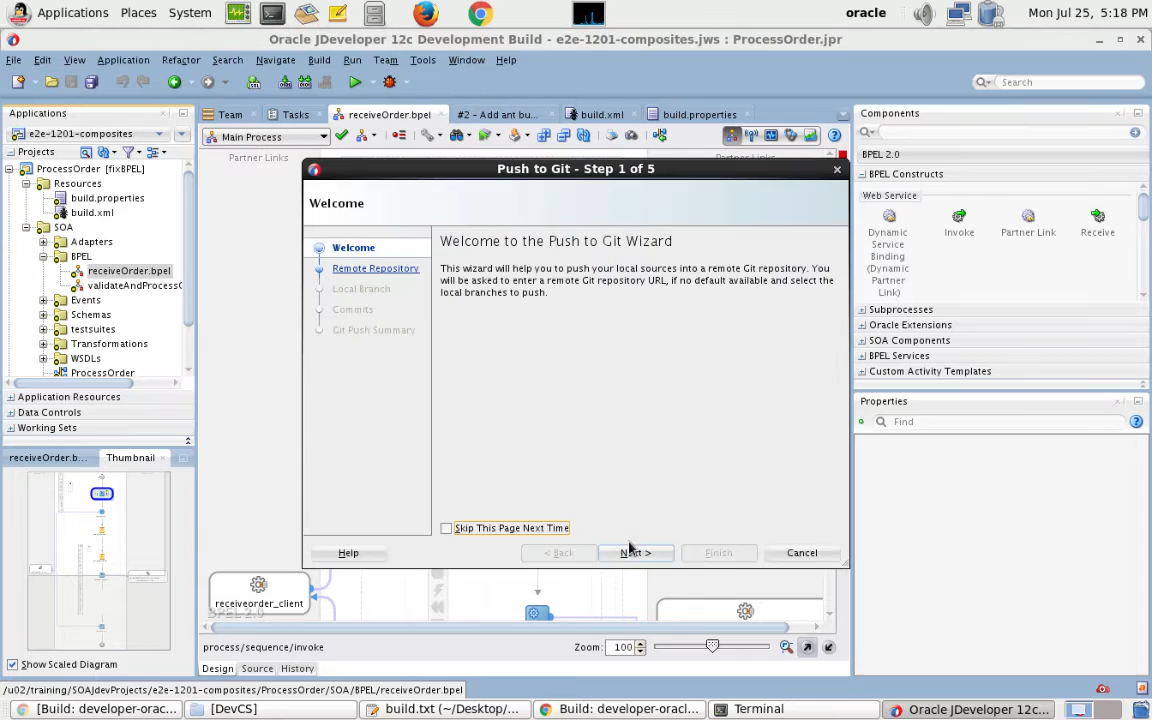 Applications Places System
oracle
Mon Jul 25, 5:18 PM
Oracle JDeveloper 12c Development Build - e2e-1201-composites.jws : ProcessOrder.jpr
File Edit View Application Refactor Search Navigate Build Run Team Tools Window Help
Search
Applications
e2e-1201-composites
Projects
ProcessOrder [fixBPEL]
Resources
build.properties
build.xml
SOA
Adapters
BPEL
receiveOrder.bpel
validateAndProcessO
Events
Schemas
testsuites
Transformations
WSDLs
ProcessOrder
Application Resources
Data Controls
Working Sets
receiveOrder.b...
Thumbnail
Show Scaled Diagram
Team
Tasks
receiveOrder.bpel
#2 - Add ant bu...
build.xml
build.properties
Main Process
Partner Links
Partner Links
Push to Git - Step 1 of 5
Welcome
Welcome
Remote Repository
Local Branch
Commits
Git Push Summary
Welcome to the Push to Git Wizard
This wizard will help you to push your local sources into a remote Git repository. You
will be asked to enter a remote Git repository URL, if no default available and select the
local branches to push.
Skip This Page Next Time
Help
< Back
Next >
Finish
Cancel
receiveorder_client
BPEL 2.0
process/sequence/invoke
Zoom: 100
Design Source History
Components
BPEL 2.0
BPEL Constructs
Web Service
Dynamic
Service
Binding
(Dynamic
Partner
Link)
Invoke
Partner Link
Receive
Subprocesses
Oracle Extensions
SOA Components
BPEL Services
Custom Activity Templates
Properties
Find
/u02/training/SOAJdevProjects/e2e-1201-composites/ProcessOrder/SOA/BPEL/receiveOrder.bpel
[Build: developer-orac...
[DevCS]
build.txt (~/Desktop/...
Build: developer-oracl...
Terminal
Oracle JDeveloper 12c...